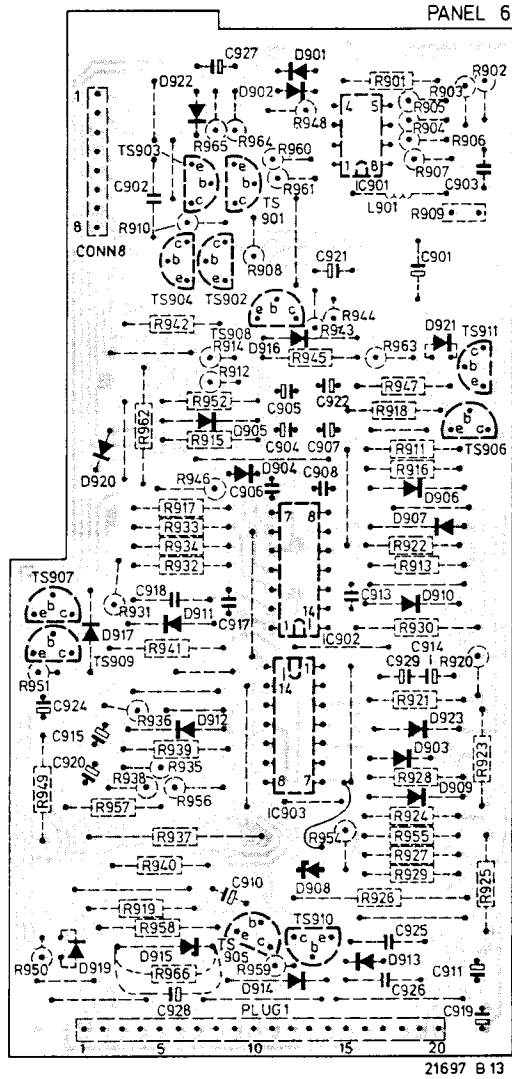 PANEL 6
C927
D901
D922
D902
R901
R903
R902
1
4
5
R905
R948
R904
TS903
R965
R964
R960
R906
e
b
c
e
b
c
1
8
R907
C902
R961
IC901
C903
TS
901
L901
R910
R909
8
CONN8
c
b
e
c
b
e
R908
C921
C901
TS904
TS902
e
b
c
R942
TS908
R944
R943
D921
TS911
R914
D916
R945
R963
c
b
e
R912
R952
C905
C922
R947
R962
D905
R918
b
e
c
R915
C904
C907
R911
TS906
D904
C908
R916
D920
R946
C906
D906
R917
7
8
D907
R933
R934
R922
R932
R913
TS907
C918
C913
e
b
c
R931
D911
C917
1
14
D910
D917
IC902
R930
b
e
c
R941
TS909
C914
C929
R920
R951
14
1
R921
C924
R936
D912
D923
C915
R939
D903
R923
C920
R935
R949
R938
R928
R956
8
7
D909
R957
IC903
R924
R937
R954
R955
R927
R940
D908
R929
C910
R926
R925
R919
R958
TS910
C925
TS
905
b
e
c
c
b
e
D915
R950
D919
R966
R959
D913
C911
D914
C926
C928
PLUG1
C919
1
5
10
15
20
21697 B 13